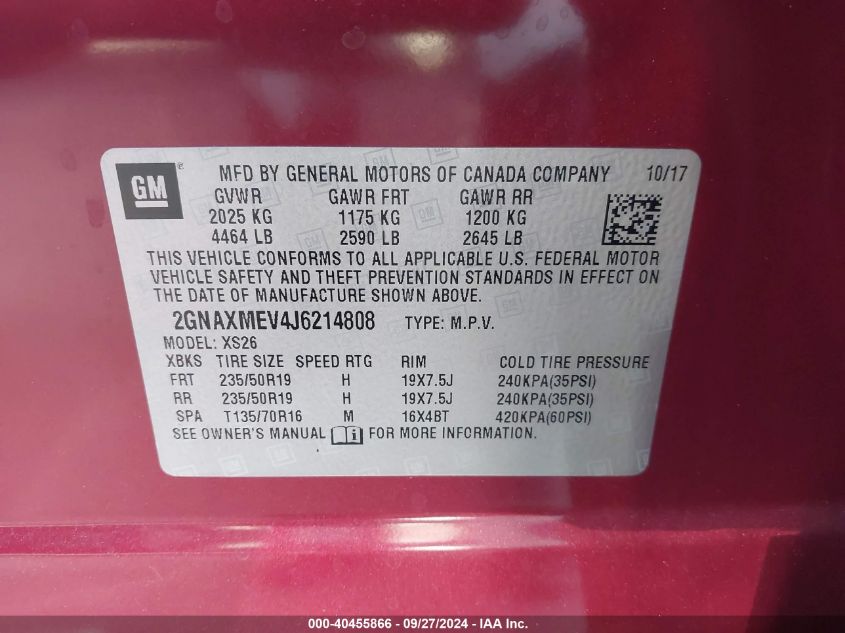 GM ® MFD BY GENERAL MOTORS OF CANADA COMPANY 10/17
GVWR GAWR FRT GAWR RR
2025 KG 1175 KG 1200 KG
4464 LB 2590 LB 2645 LB
THIS VEHICLE CONFORMS TO ALL APPLICABLE U.S. FEDERAL MOTOR
VEHICLE SAFETY AND THEFT PREVENTION STANDARDS IN EFFECT ON
THE DATE OF MANUFACTURE SHOWN ABOVE.
2GNAXMEV4J6214808 TYPE: M.P.V.
MODEL: XS26
XBKS TIRE SIZE SPEED RTG RIM COLD TIRE PRESSURE
FRT 235/50R19 H 19X7.5J 240KPA(35PSI)
RR 235/50R19 H 19X7.5J 240KPA(35PSI)
SPA T135/70R16 M 16X4BT 420KPA(60PSI)
SEE OWNER'S MANUAL i FOR MORE INFORMATION.
000-40455866 / 09/27/2024 / IAA Inc.